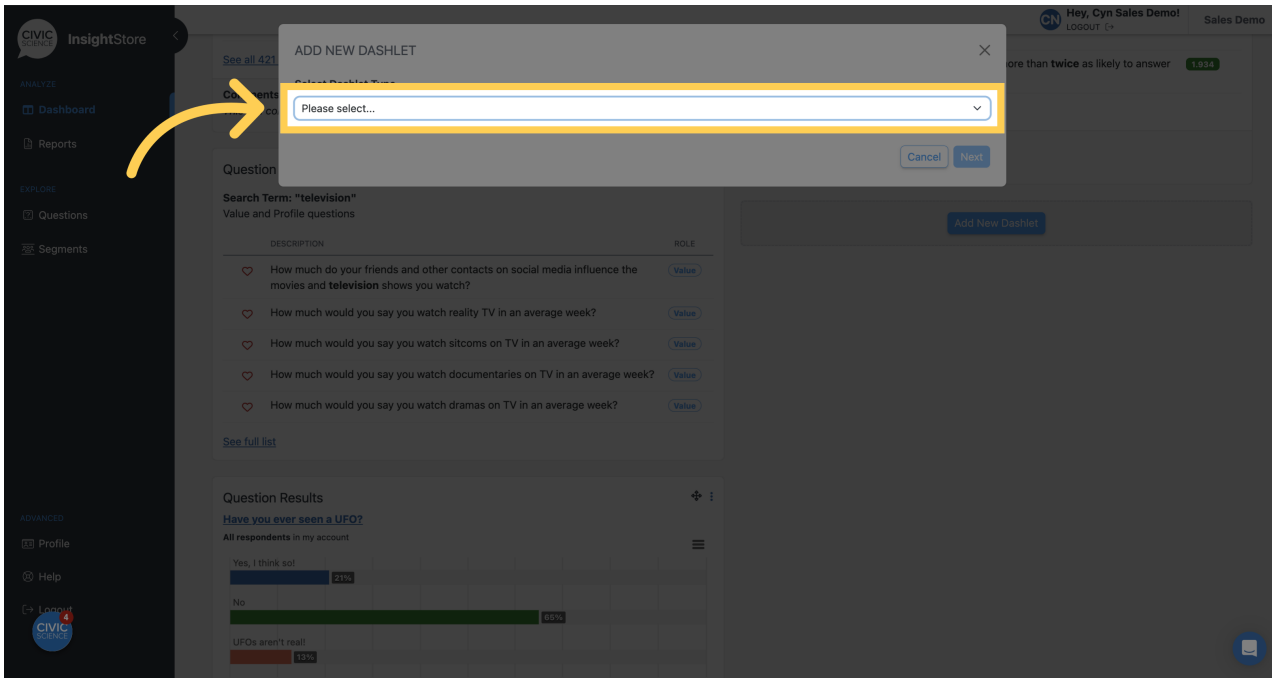 CIVIC
SCIENCE
InsightStore
ANALYZE
Dashboard
Reports
EXPLORE
Questions
Segments
ADVANCED
Profile
Help
Logout
4
CIVIC
SCIENCE
CN
Hey, Cyn Sales Demo!
LOGOUT
Sales Demo
ADD NEW DASHLET
Select Dashlet Type
Please select...
Cancel
Next
See all 421
Comments
ore than twice as likely to answer
1.934
Add New Dashlet
Question
Search Term: "television"
Value and Profile questions
DESCRIPTION
ROLE
How much do your friends and other contacts on social media influence the
movies and television shows you watch?
Value
How much would you say you watch reality TV in an average week?
Value
How much would you say you watch sitcoms on TV in an average week?
Value
How much would you say you watch documentaries on TV in an average week?
Value
How much would you say you watch dramas on TV in an average week?
Value
See full list
Question Results
Have you ever seen a UFO?
All respondents in my account
Yes, I think so!
21%
No
65%
UFOs aren't real!
13%